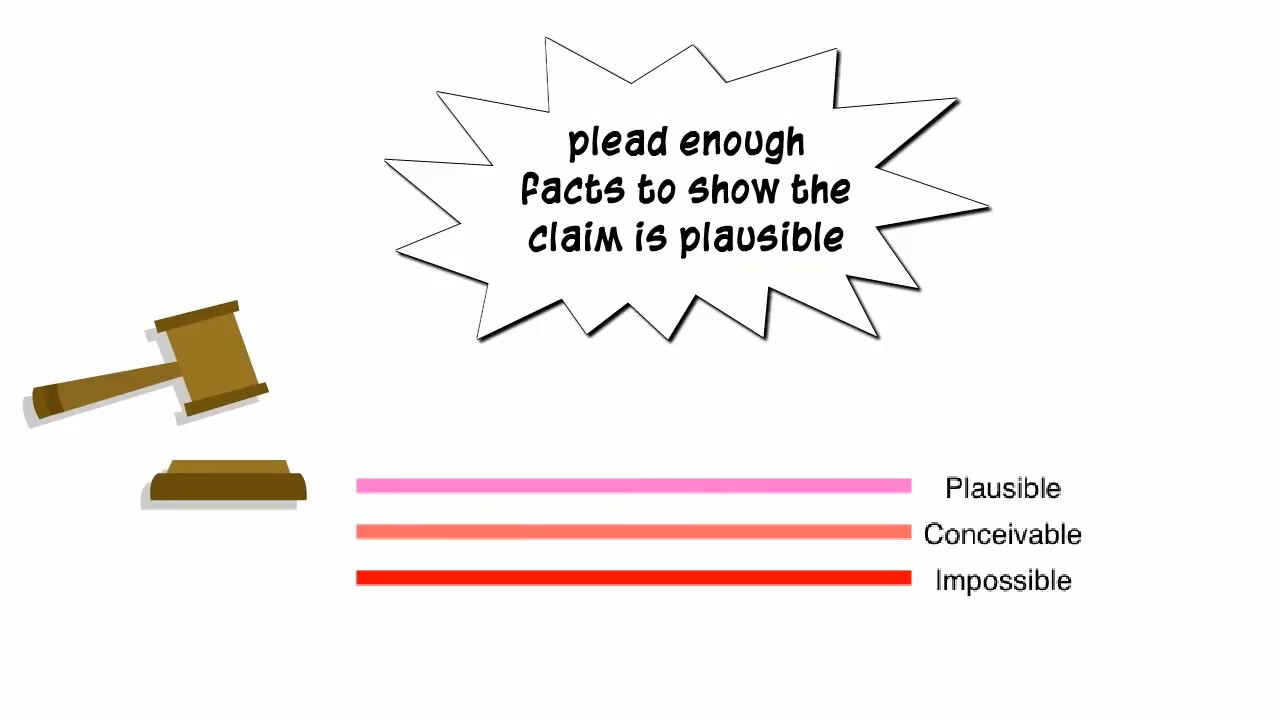 plead enough
facts to show the
claim is plausible
Plausible
Conceivable
Impossible